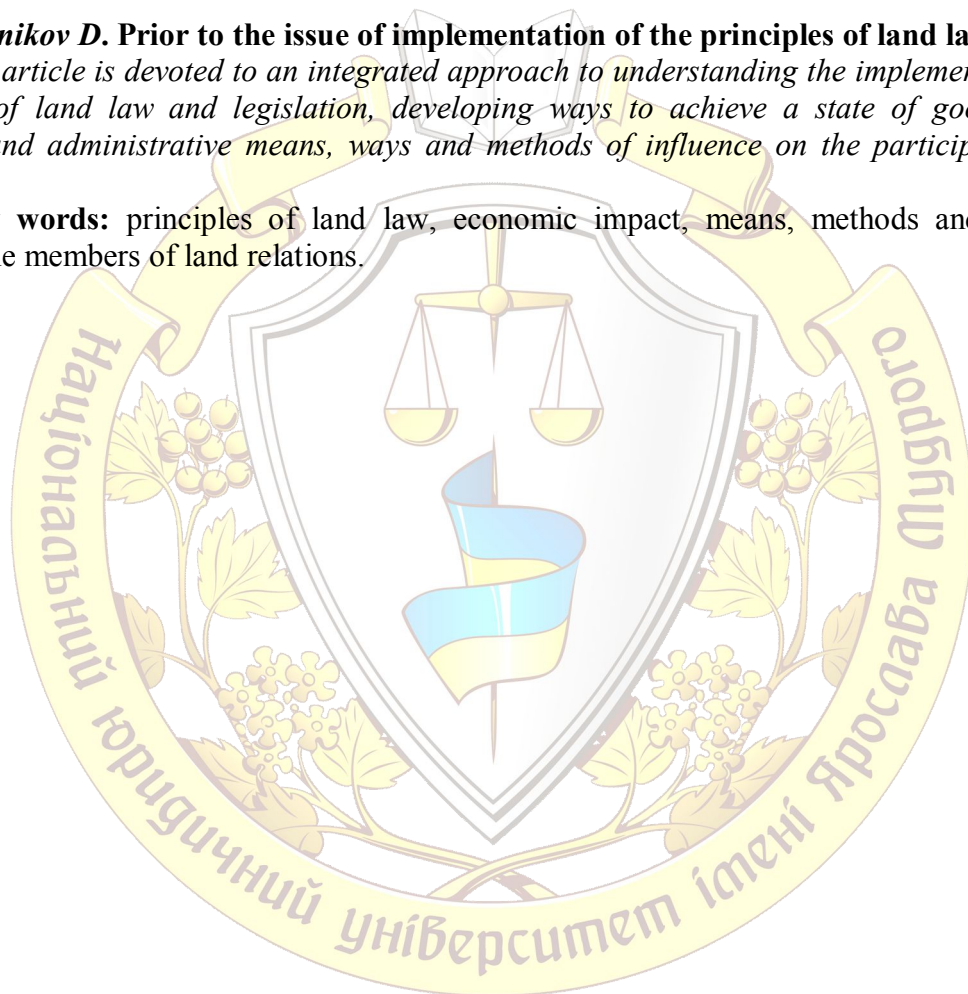 nikov D. Prior to the issue of implementation of the principles of land la
article is devoted to an integrated approach to understanding the implemen
of land law and legislation, developing ways to achieve a state of goo
and administrative means, ways and methods of influence on the particip
words: principles of land law, economic impact, means, methods and
e members of land relations.
Національний юридичний університет імені Ярослава Мудрого